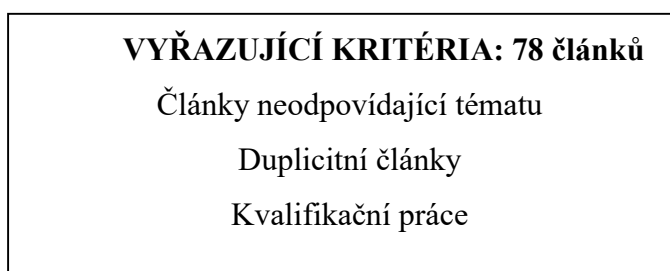 VYŘAZUJÍCÍ KRITÉRIA: 78 článků
Články neodpovídající tématu
Duplicitní články
Kvalifikační práce